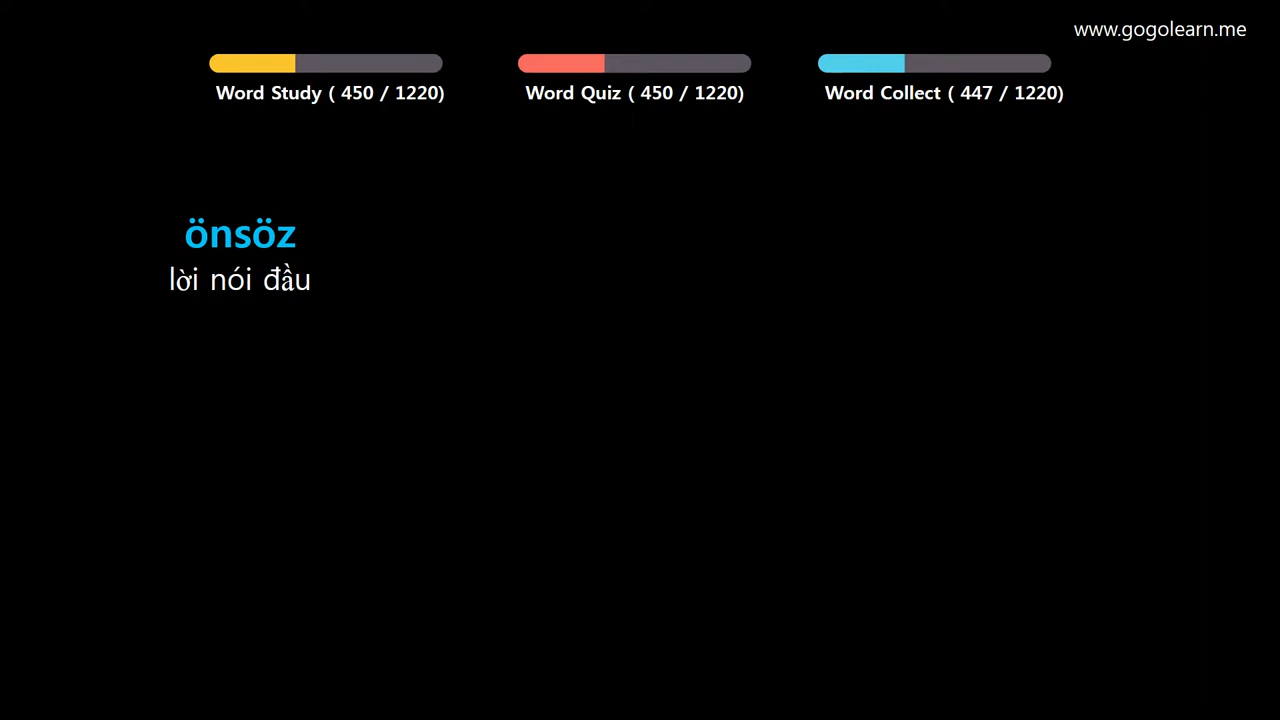 www.gogolearn.me
Word Study ( 450 / 1220)
Word Quiz ( 450 / 1220)
Word Collect ( 447 / 1220)
önsöz
lời nói đầu